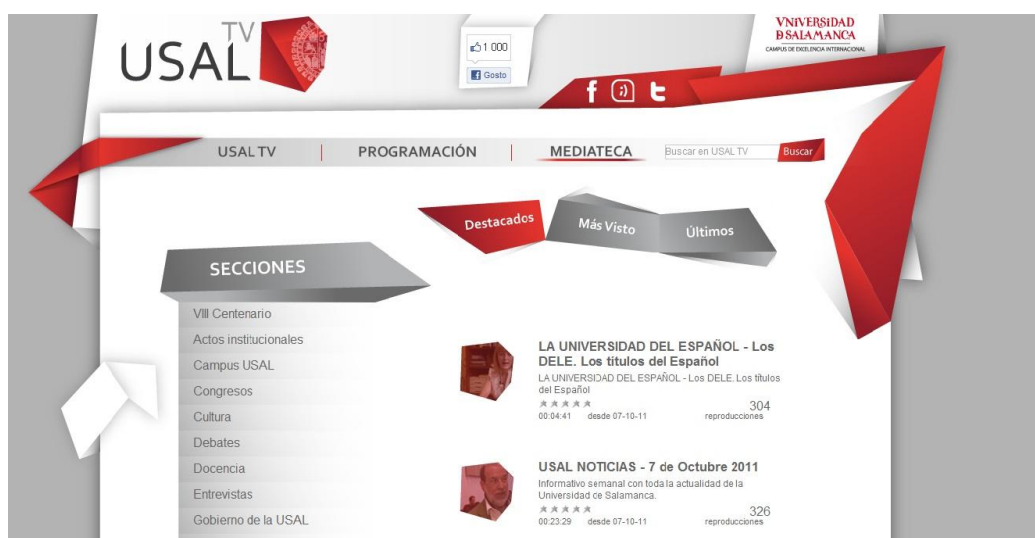 TV
USAL
1 000
Gosto
VNiVERSiDAD
D SALAMANCA
CAMPUS DE EXCELENCIA INTERNACIONAL
USAL TV
PROGRAMACIÓN
MEDIATECA
Buscar en USAL TV
Buscar
Destacados
Más Visto
Últimos
SECCIONES
VIII Centenario
Actos institucionales
Campus USAL
Congresos
Cultura
Debates
Docencia
Entrevistas
Gobierno de la USAL
LA UNIVERSIDAD DEL ESPAÑOL - Los
DELE. Los títulos del Español
LA UNIVERSIDAD DEL ESPAÑOL - Los DELE. Los títulos
del Español
304
00:04:41 desde 07-10-11 reproducciones
USAL NOTICIAS - 7 de Octubre 2011
Informativo semanal con toda la actualidad de la
Universidad de Salamanca.
326
00:23:29 desde 07-10-11 reproducciones